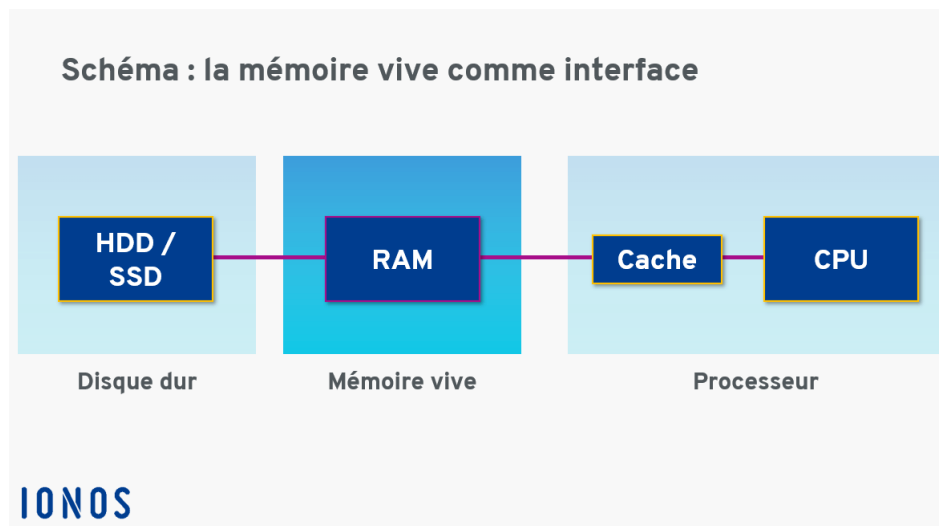 Schéma : la mémoire vive comme interface
HDD /
SSD
RAM
Cache
CPU
Disque dur
Mémoire vive
Processeur
IONOS